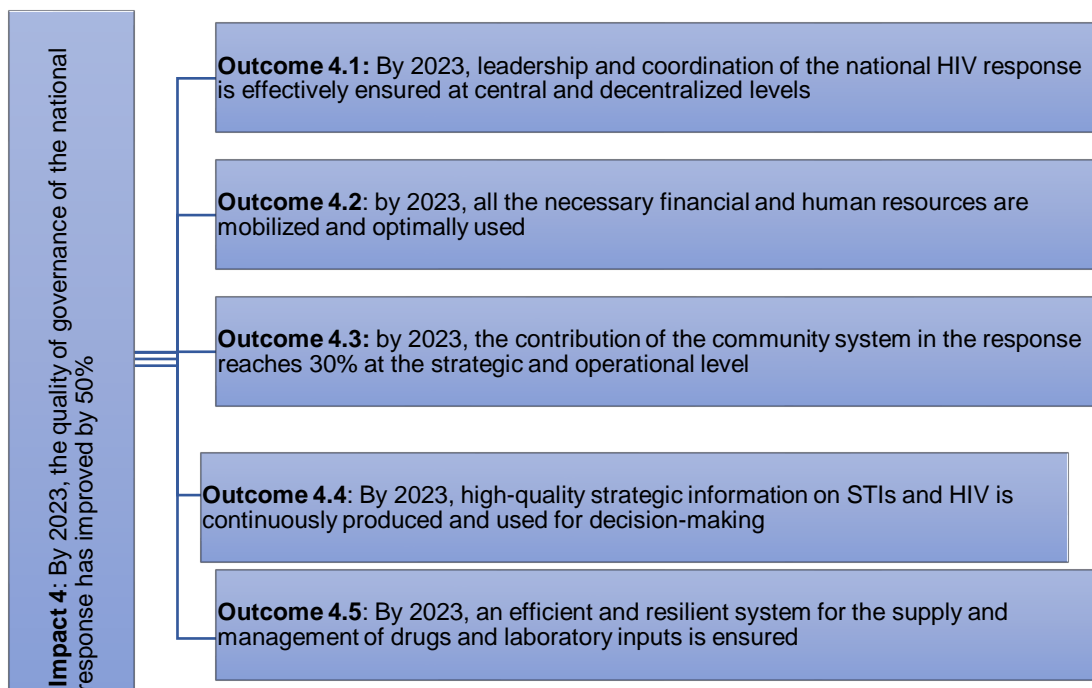 Impact 4: By 2023, the quality of governance of the national
response has improved by 50%
Outcome 4.1: By 2023, leadership and coordination of the national HIV response
is effectively ensured at central and decentralized levels
Outcome 4.2: by 2023, all the necessary financial and human resources are
mobilized and optimally used
Outcome 4.3: by 2023, the contribution of the community system in the response
reaches 30% at the strategic and operational level
Outcome 4.4: By 2023, high-quality strategic information on STIs and HIV is
continuously produced and used for decision-making
Outcome 4.5: By 2023, an efficient and resilient system for the supply and
management of drugs and laboratory inputs is ensured